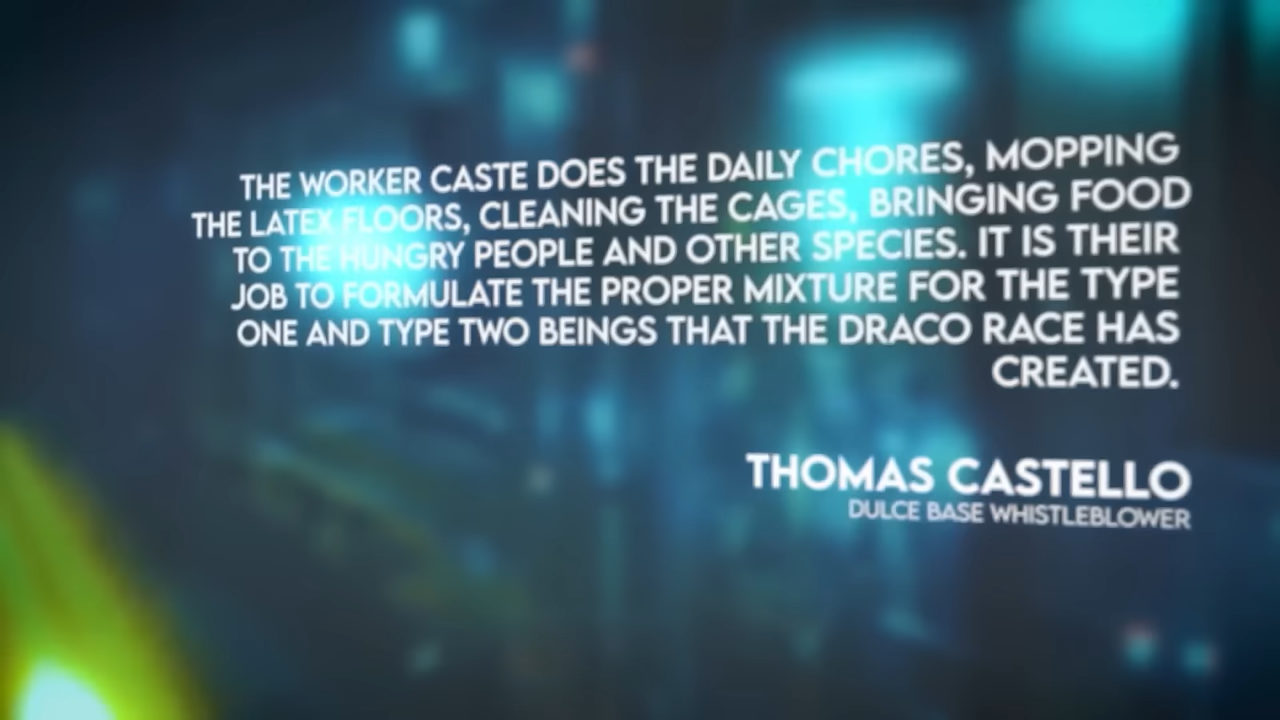 THE WORKER CASTE DOES THE DAILY CHORES, MOPPING
THE LATEX FLOORS, CLEANING THE CAGES, BRINGING FOOD
TO THE HUNGRY PEOPLE AND OTHER SPECIES. IT IS THEIR
JOB TO FORMULATE THE PROPER MIXTURE FOR THE TYPE
ONE AND TYPE TWO BEINGS THAT THE DRACO RACE HAS
CREATED.
THOMAS CASTELLO
DULCE BASE WHISTLEBLOWER